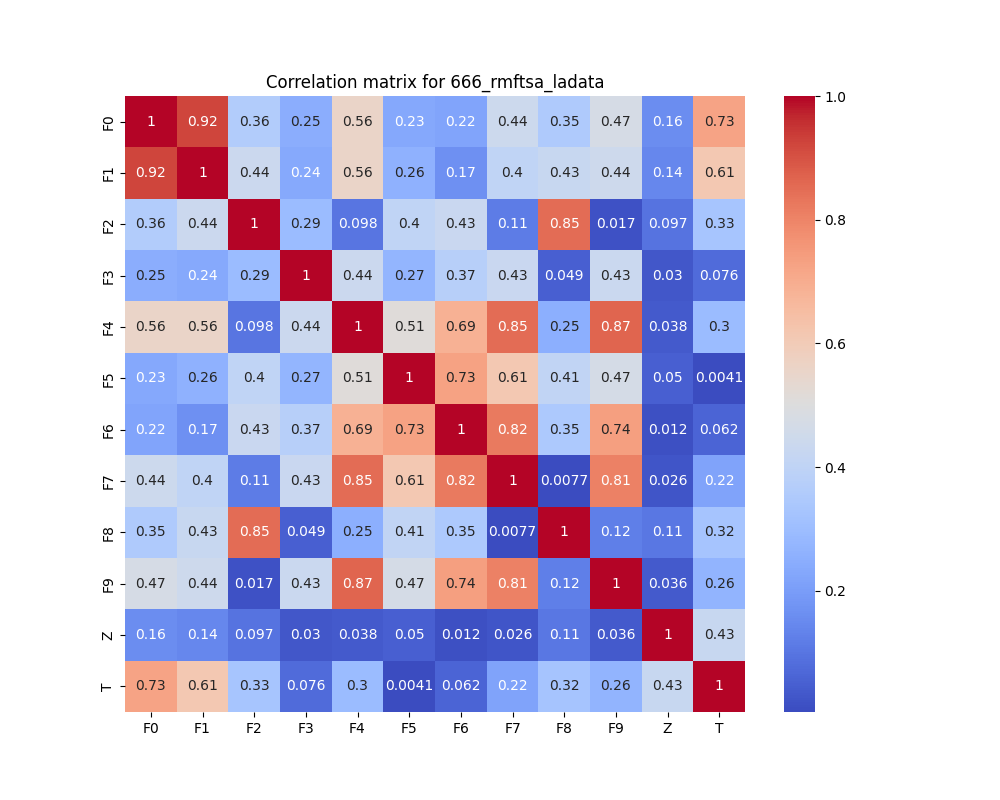 Correlation matrix for 666_rmftsa_ladata
F0 1 0.92 0.36 0.25 0.56 0.23 0.22 0.44 0.35 0.47 0.16 0.73
F1 0.92 1 0.44 0.24 0.56 0.26 0.17 0.4 0.43 0.44 0.14 0.61
F2 0.36 0.44 1 0.29 0.098 0.4 0.43 0.11 0.85 0.017 0.097 0.33
F3 0.25 0.24 0.29 1 0.44 0.27 0.37 0.43 0.049 0.43 0.03 0.076
F4 0.56 0.56 0.098 0.44 1 0.51 0.69 0.85 0.25 0.87 0.038 0.3
F5 0.23 0.26 0.4 0.27 0.51 1 0.73 0.61 0.41 0.47 0.05 0.0041
F6 0.22 0.17 0.43 0.37 0.69 0.73 1 0.82 0.35 0.74 0.012 0.062
F7 0.44 0.4 0.11 0.43 0.85 0.61 0.82 1 0.0077 0.81 0.026 0.22
F8 0.35 0.43 0.85 0.049 0.25 0.41 0.35 0.0077 1 0.12 0.11 0.32
F9 0.47 0.44 0.017 0.43 0.87 0.47 0.74 0.81 0.12 1 0.036 0.26
Z 0.16 0.14 0.097 0.03 0.038 0.05 0.012 0.026 0.11 0.036 1 0.43
T 0.73 0.61 0.33 0.076 0.3 0.0041 0.062 0.22 0.32 0.26 0.43 1
F0 F1 F2 F3 F4 F5 F6 F7 F8 F9 Z T
1.0
0.8
0.6
0.4
0.2